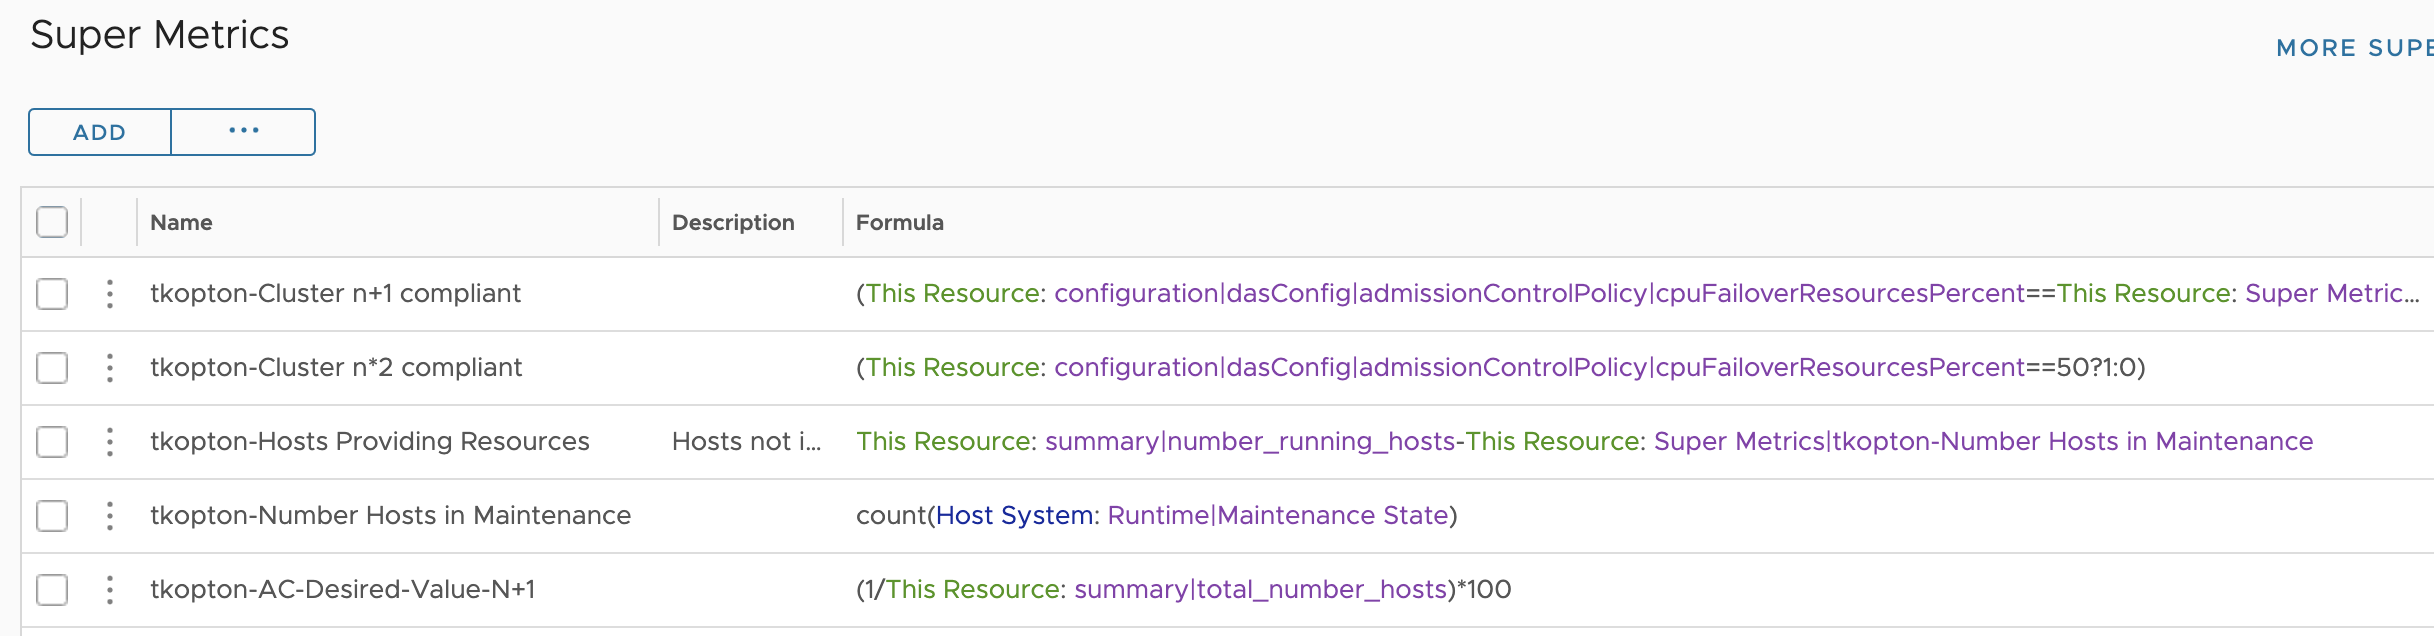 Super Metrics
MORE SUPE
ADD ...
Name Description Formula
tkopton-Cluster n+1 compliant (This Resource: configuration|dasConfig|admissionControlPolicy|cpuFailoverResourcesPercent==This Resource: Super Metric...
tkopton-Cluster n*2 compliant (This Resource: configuration|dasConfig|admissionControlPolicy|cpuFailoverResourcesPercent==50?1:0)
tkopton-Hosts Providing Resources Hosts not i... This Resource: summary|number_running_hosts-This Resource: Super Metrics|tkopton-Number Hosts in Maintenance
tkopton-Number Hosts in Maintenance count(Host System: Runtime|Maintenance State)
tkopton-AC-Desired-Value-N+1 (1/This Resource: summary|total_number_hosts)*100